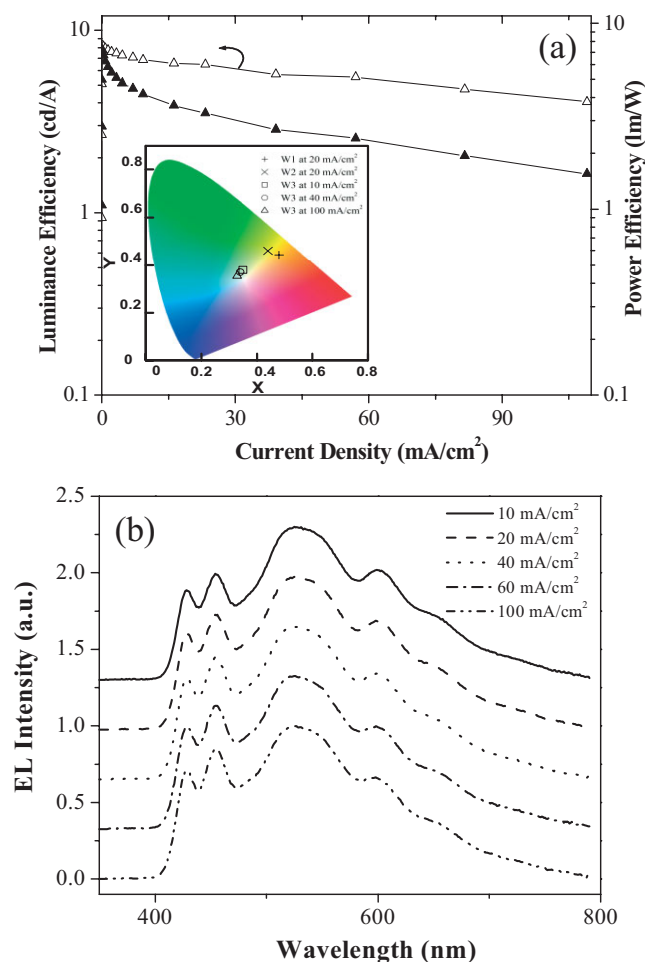 (a)
Luminance Efficiency (cd/A)
10
1
0.1
Power Efficiency (lm/W)
10
1
0.1
0.8
0.6
0.4
0.2
0
Y
0
0.2
0.4
0.6
0.8
X
+ W1 at 20 mA/cm²
× W2 at 20 mA/cm²
□ W3 at 10 mA/cm²
○ W3 at 40 mA/cm²
△ W3 at 100 mA/cm²
0
30
60
90
Current Density (mA/cm²)
(b)
EL Intensity (a.u.)
2.5
2.0
1.5
1.0
0.5
0.0
10 mA/cm²
20 mA/cm²
40 mA/cm²
60 mA/cm²
100 mA/cm²
400
600
800
Wavelength (nm)